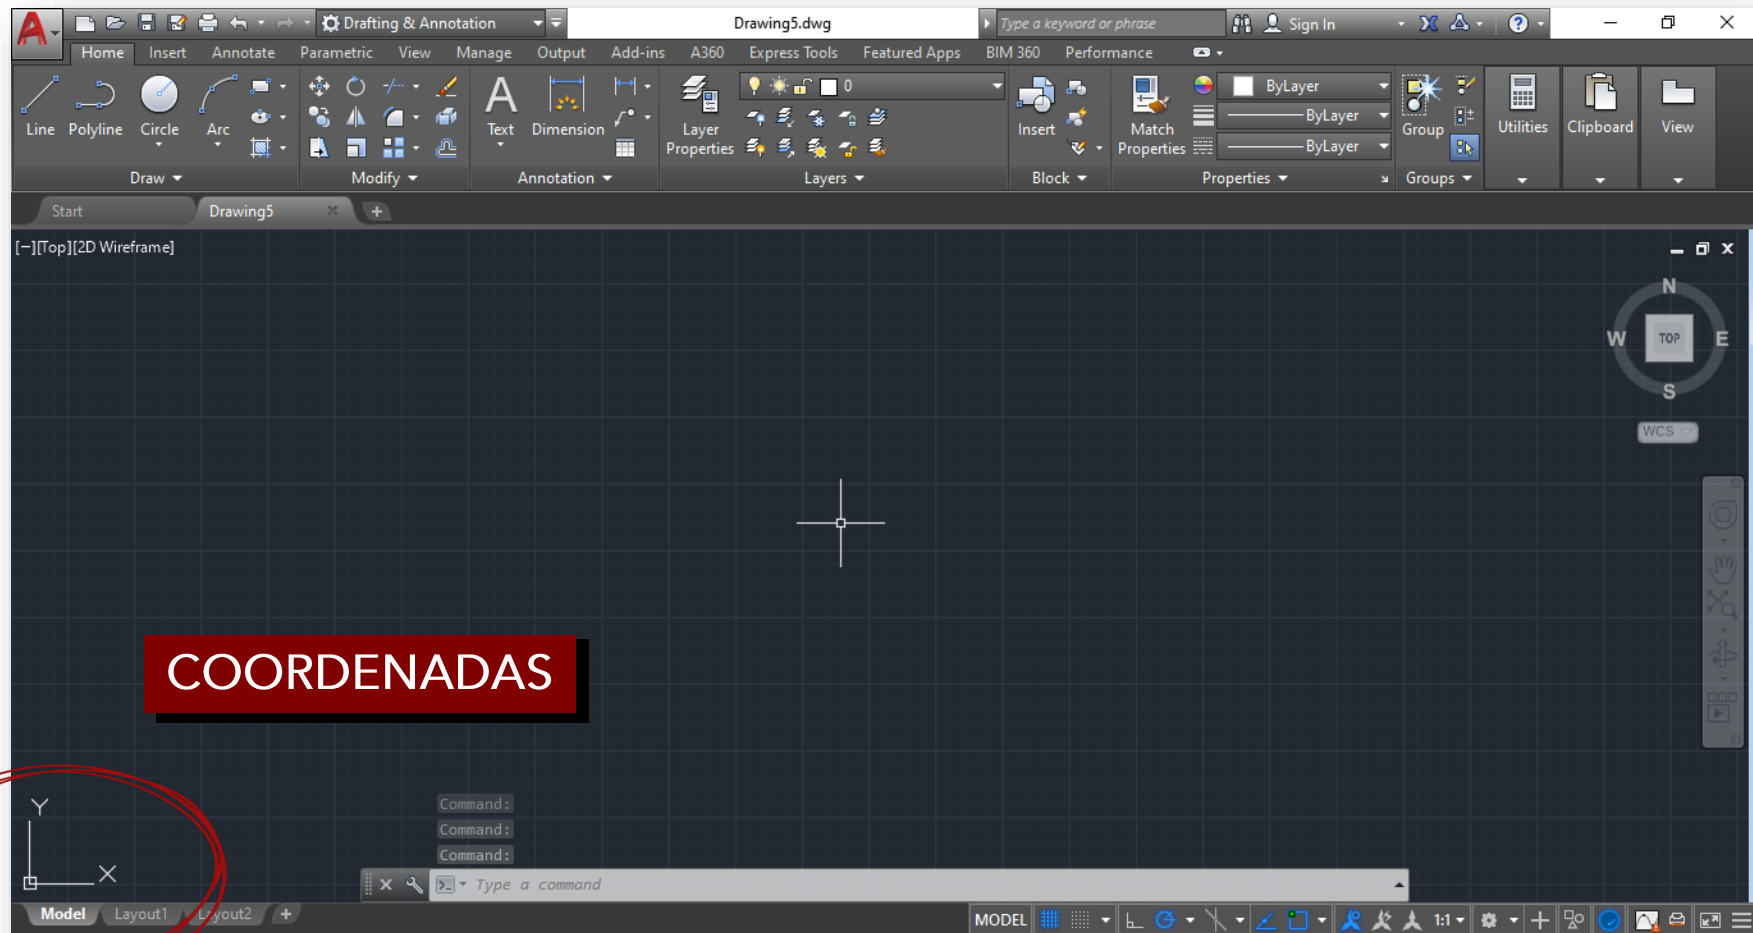 Drafting & Annotation
Drawing5.dwg
Type a keyword or phrase
Sign In
Home Insert Annotate Parametric View Manage Output Add-ins A360 Express Tools Featured Apps BIM 360 Performance
0
ByLayer
ByLayer
ByLayer
Line Polyline Circle Arc
A
Text Dimension
Layer
Properties
Insert
Match
Properties
Group
Utilities
Clipboard
View
Draw Modify Annotation Layers Block Properties Groups
Start Drawing5
[−][Top][2D Wireframe]
N
W TOP E
S
WCS
COORDENADAS
Y
X
Command:
Command:
Command:
Type a command
Model Layout1 Layout2
MODEL
1:1